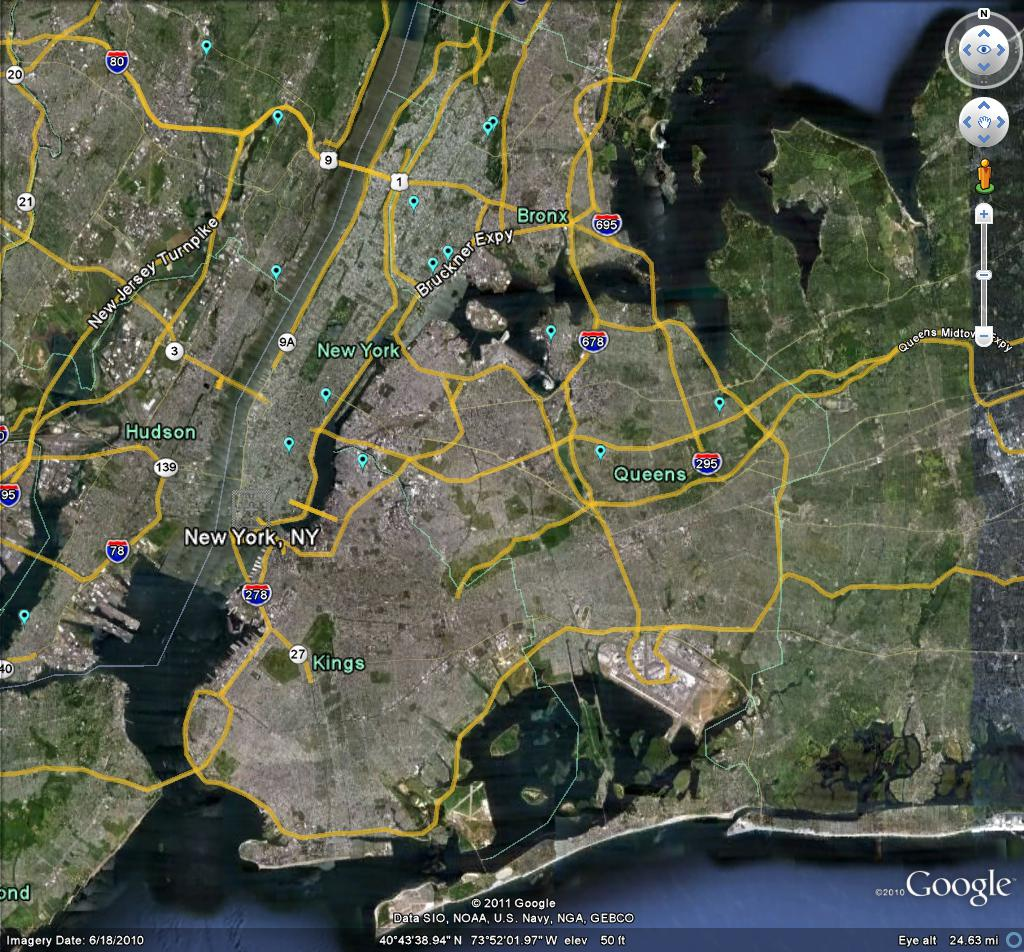 N
80
20
9
1
21
Bronx
695
New Jersey Turnpike
Bruckner Expy
Queens Midtow
Expy
9A
678
3
New York
Hudson
139
Queens
295
95
New York, NY
78
278
27
Kings
40
ond
© 2011 Google
Data SIO, NOAA, U.S. Navy, NGA, GEBCO
©2010 Google™
Imagery Date: 6/18/2010 40°43'38.94" N 73°52'01.97" W elev 50 ft Eye alt 24.63 mi